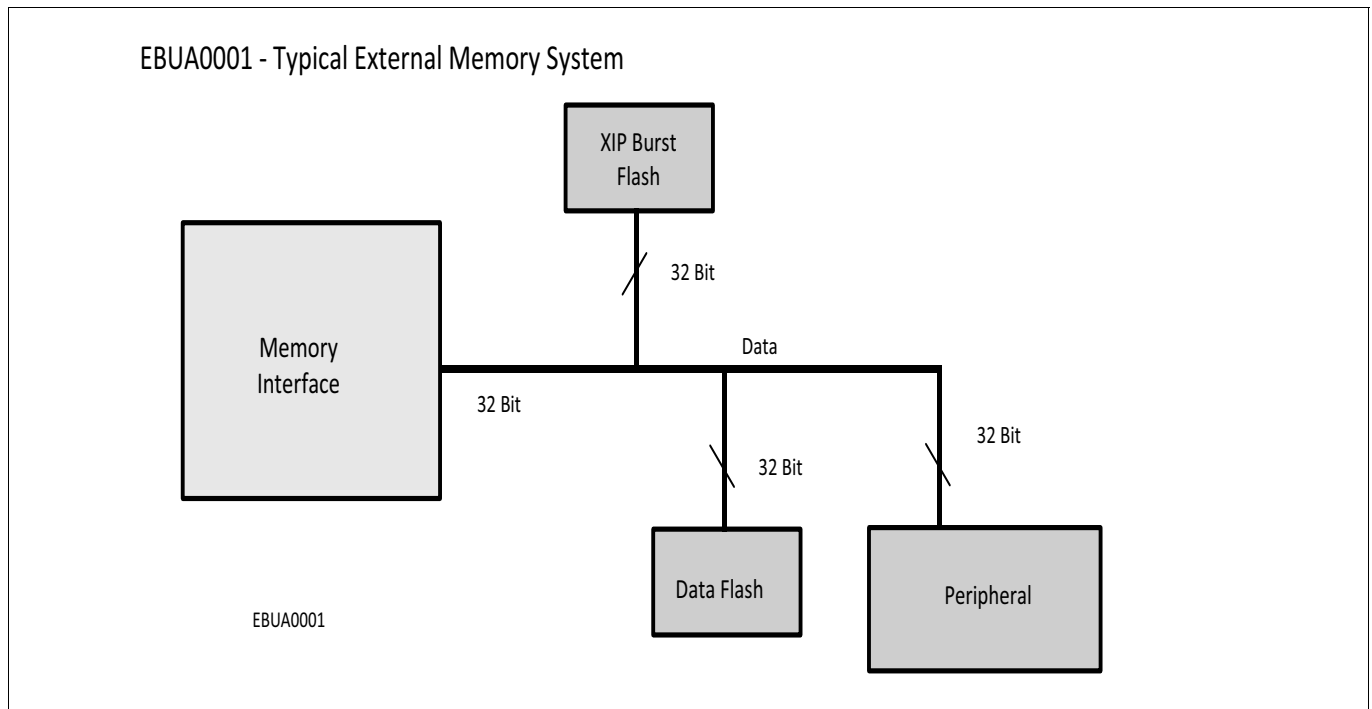 EBUA0001 - Typical External Memory System
XIP Burst
Flash
32 Bit
Memory
Interface
Data
32 Bit
32 Bit
32 Bit
Data Flash
Peripheral
EBUA0001